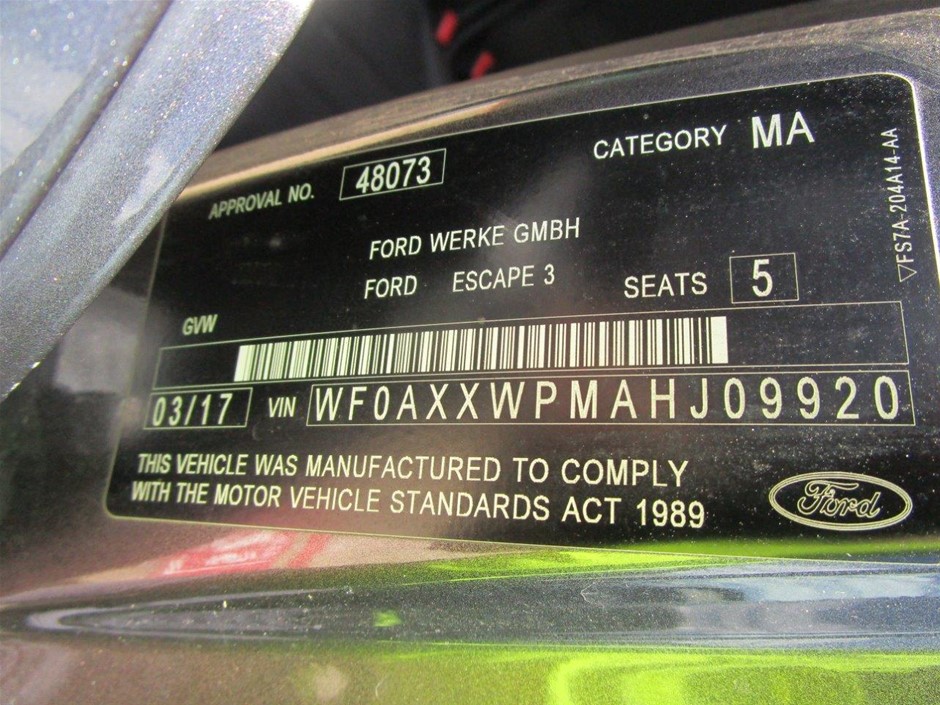 APPROVAL NO. 48073
CATEGORY MA
FORD WERKE GMBH
FORD ESCAPE 3
SEATS 5
GVW
03/17 VIN WF0AXXWPMAHJ09920
THIS VEHICLE WAS MANUFACTURED TO COMPLY
WITH THE MOTOR VEHICLE STANDARDS ACT 1989
Ford
▽FS7A-204A14-AA